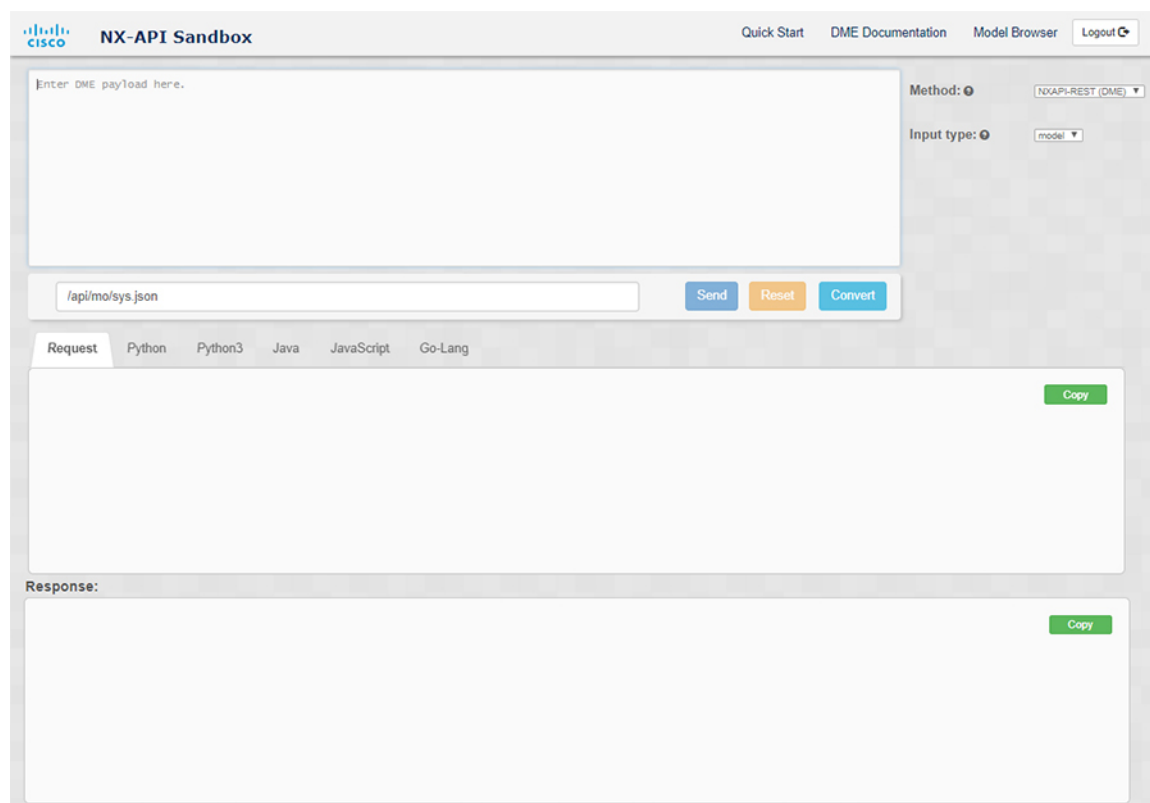 CISCO NX-API Sandbox Quick Start DME Documentation Model Browser Logout
Enter DME payload here.
Method: NXAPI-REST (DME)
Input type: model
/api/mo/sys.json Send Reset Convert
Request Python Python3 Java JavaScript Go-Lang
Copy
Response:
Copy